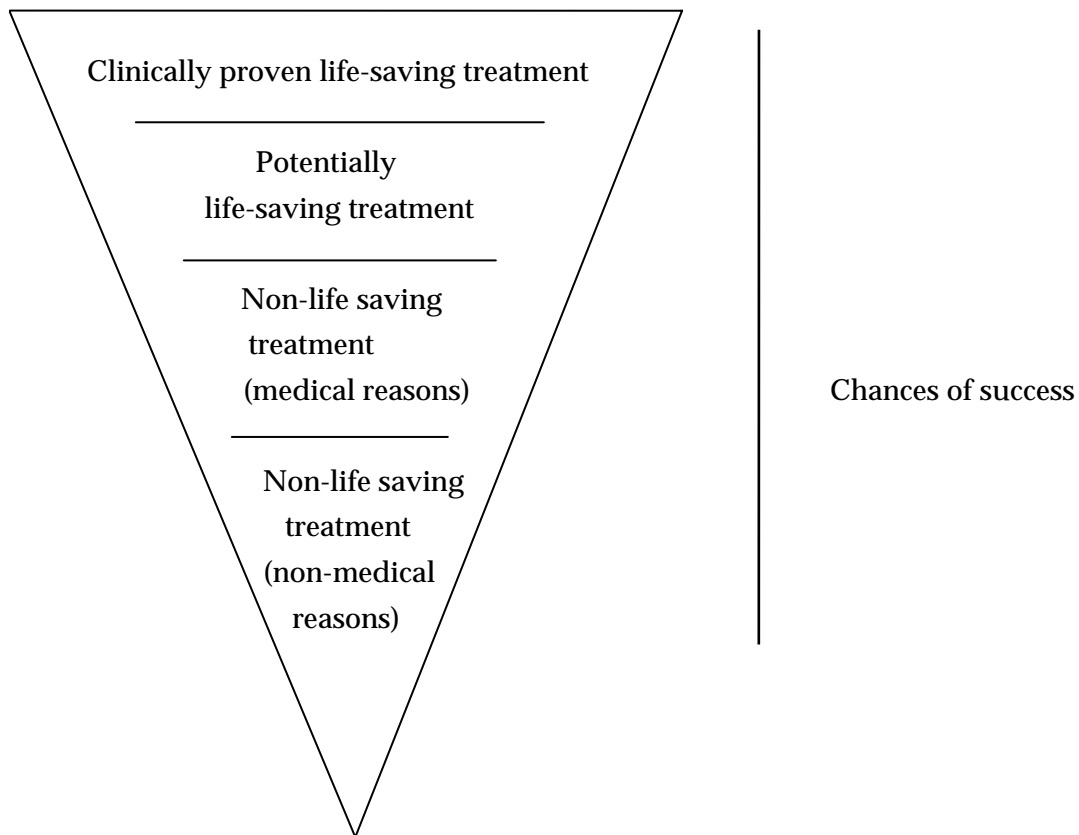 Clinically proven life-saving treatment
Potentially
life-saving treatment
Non-life saving
treatment
(medical reasons)
Chances of success
Non-life saving
treatment
(non-medical
reasons)